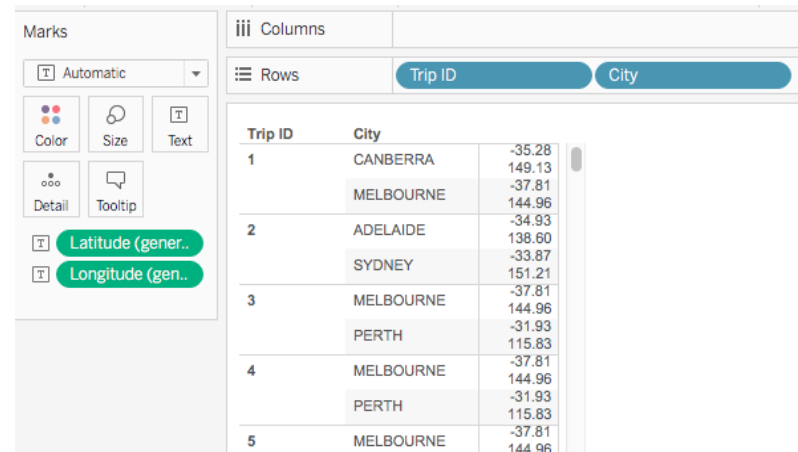 Marks
Columns
T Automatic
Rows
Trip ID
City
T
Color
Size
Text
Detail
Tooltip
T Latitude (gener..
T Longitude (gen..
Trip ID City
1 CANBERRA -35.28
149.13
MELBOURNE -37.81
144.96
2 ADELAIDE -34.93
138.60
SYDNEY -33.87
151.21
3 MELBOURNE -37.81
144.96
PERTH -31.93
115.83
4 MELBOURNE -37.81
144.96
PERTH -31.93
115.83
5 MELBOURNE -37.81
144.96